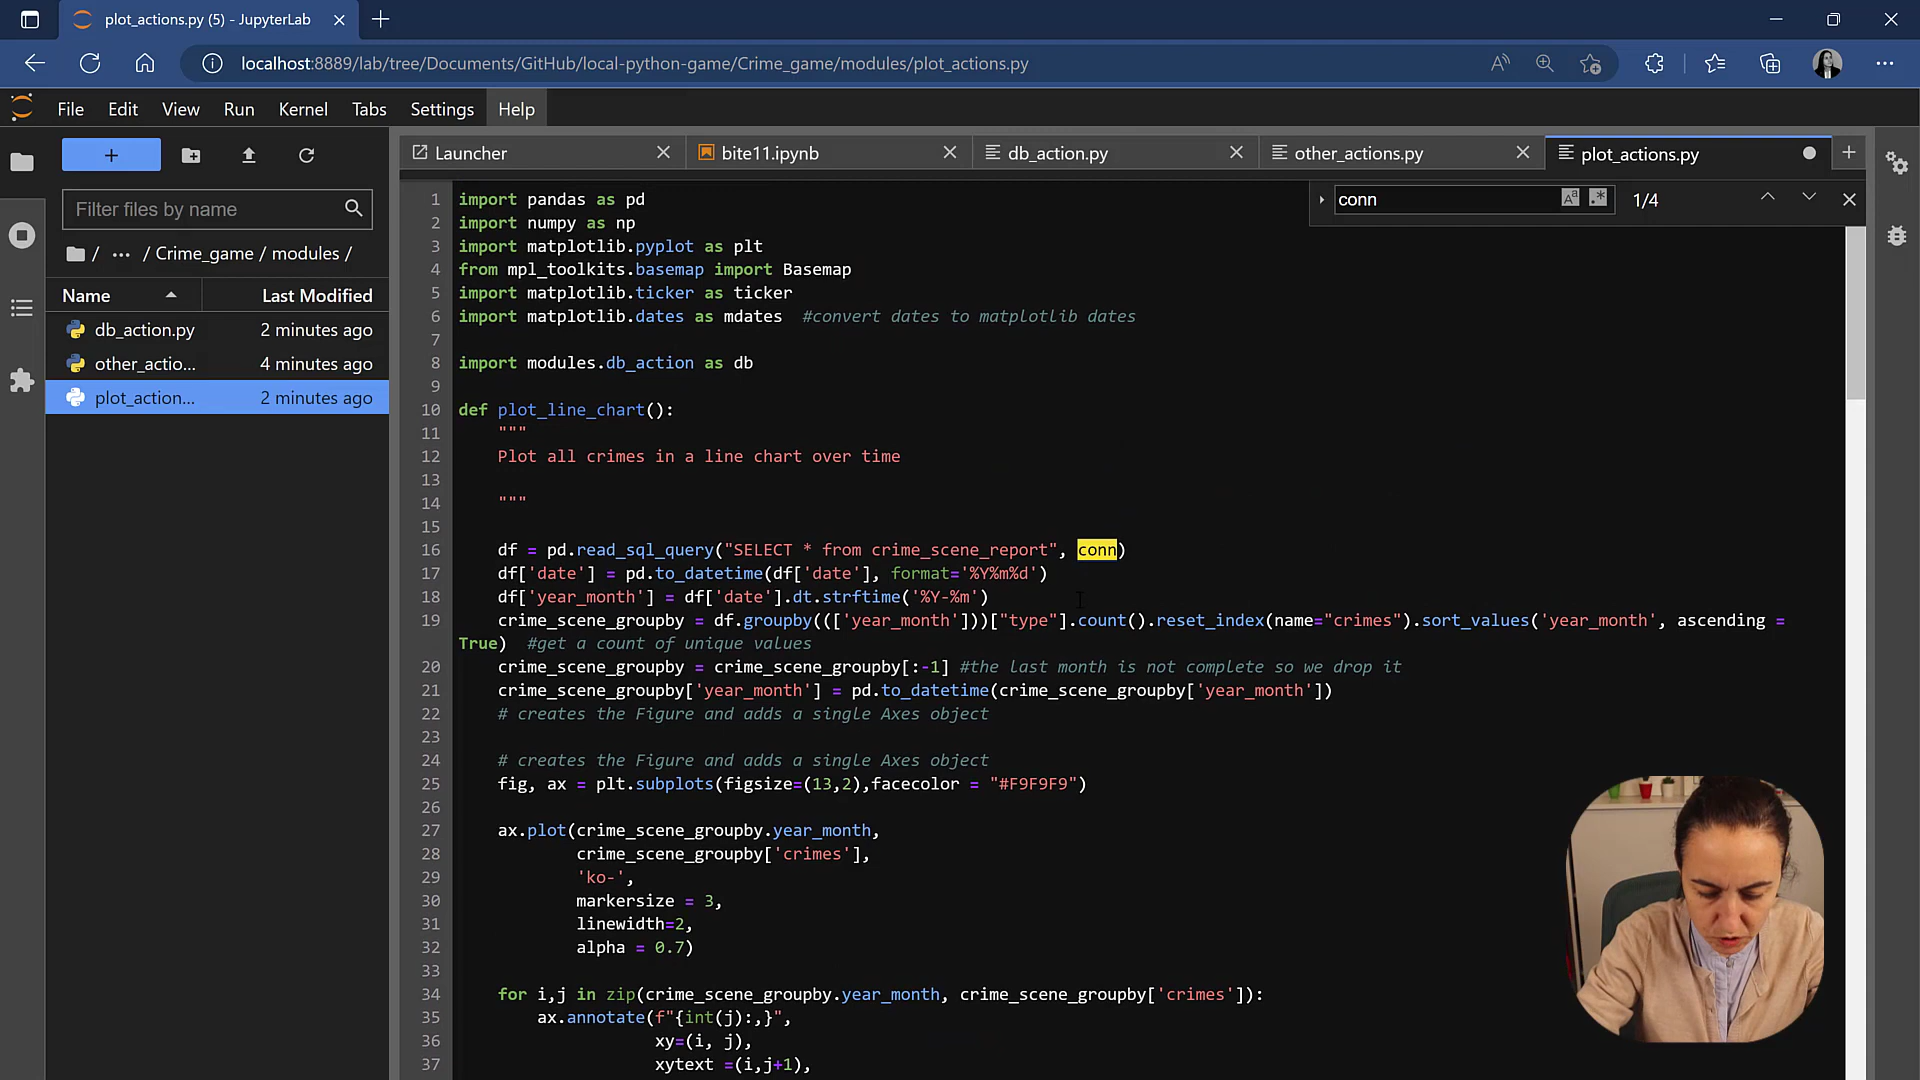 plot_actions.py (5) - JupyterLab
localhost:8889/lab/tree/Documents/GitHub/local-python-game/Crime_game/modules/plot_actions.py
File Edit View Run Kernel Tabs Settings Help
Filter files by name
/ ... / Crime_game / modules /
Name Last Modified
db_action.py 2 minutes ago
other_actio... 4 minutes ago
plot_action... 2 minutes ago
Launcher bite11.ipynb db_action.py other_actions.py plot_actions.py
conn 1/4
1 import pandas as pd
2 import numpy as np
3 import matplotlib.pyplot as plt
4 from mpl_toolkits.basemap import Basemap
5 import matplotlib.ticker as ticker
6 import matplotlib.dates as mdates  #convert dates to matplotlib dates
7
8 import modules.db_action as db
9
10 def plot_line_chart():
11     """
12     Plot all crimes in a line chart over time
13
14     """
15
16     df = pd.read_sql_query("SELECT * from crime_scene_report", conn)
17     df['date'] = pd.to_datetime(df['date'], format='%Y%m%d')
18     df['year_month'] = df['date'].dt.strftime('%Y-%m')
19     crime_scene_groupby = df.groupby((['year_month']))["type"].count().reset_index(name="crimes").sort_values('year_month', ascending =
True)  #get a count of unique values
20     crime_scene_groupby = crime_scene_groupby[:-1] #the last month is not complete so we drop it
21     crime_scene_groupby['year_month'] = pd.to_datetime(crime_scene_groupby['year_month'])
22     # creates the Figure and adds a single Axes object
23
24     # creates the Figure and adds a single Axes object
25     fig, ax = plt.subplots(figsize=(13,2),facecolor = "#F9F9F9")
26
27     ax.plot(crime_scene_groupby.year_month,
28             crime_scene_groupby['crimes'],
29             'ko-',
30             markersize = 3,
31             linewidth=2,
32             alpha = 0.7)
33
34     for i,j in zip(crime_scene_groupby.year_month, crime_scene_groupby['crimes']):
35         ax.annotate(f"{int(j):,}",
36                     xy=(i, j),
37                     xytext =(i,j+1),